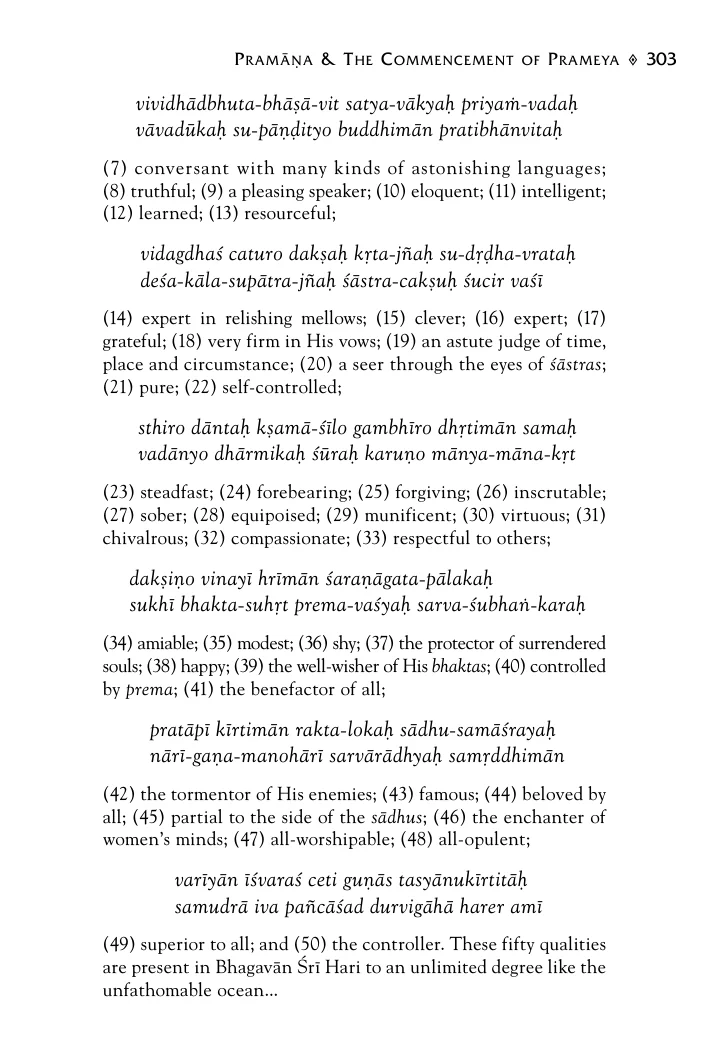 Pramāṇa & The Commencement of Prameya ◈ 303
vividhādbhuta-bhāṣā-vit satya-vākyaḥ priyaṁ-vadaḥ
vāvadūkaḥ su-pāṇḍityo buddhimān pratibhānvitaḥ
(7) conversant with many kinds of astonishing languages;
(8) truthful; (9) a pleasing speaker; (10) eloquent; (11) intelligent;
(12) learned; (13) resourceful;
vidagdhaś caturo dakṣaḥ kṛta-jñaḥ su-dṛḍha-vrataḥ
deśa-kāla-supātra-jñaḥ śāstra-cakṣuḥ śucir vaśī
(14) expert in relishing mellows; (15) clever; (16) expert; (17)
grateful; (18) very firm in His vows; (19) an astute judge of time,
place and circumstance; (20) a seer through the eyes of śāstras;
(21) pure; (22) self-controlled;
sthiro dāntaḥ kṣamā-śīlo gambhīro dhṛtimān samaḥ
vadānyo dhārmikaḥ śūraḥ karuṇo mānya-māna-kṛt
(23) steadfast; (24) forebearing; (25) forgiving; (26) inscrutable;
(27) sober; (28) equipoised; (29) munificent; (30) virtuous; (31)
chivalrous; (32) compassionate; (33) respectful to others;
dakṣiṇo vinayī hrīmān śaraṇāgata-pālakaḥ
sukhī bhakta-suhṛt prema-vaśyaḥ sarva-śubhaṅ-karaḥ
(34) amiable; (35) modest; (36) shy; (37) the protector of surrendered
souls; (38) happy; (39) the well-wisher of His bhaktas; (40) controlled
by prema; (41) the benefactor of all;
pratāpī kīrtimān rakta-lokaḥ sādhu-samāśrayaḥ
nārī-gaṇa-manohārī sarvārādhyaḥ samṛddhimān
(42) the tormentor of His enemies; (43) famous; (44) beloved by
all; (45) partial to the side of the sādhus; (46) the enchanter of
women's minds; (47) all-worshipable; (48) all-opulent;
varīyān īśvaraś ceti guṇās tasyānukīrtitāḥ
samudrā iva pañcāśad durvigāhā harer amī
(49) superior to all; and (50) the controller. These fifty qualities
are present in Bhagavān Śrī Hari to an unlimited degree like the
unfathomable ocean...